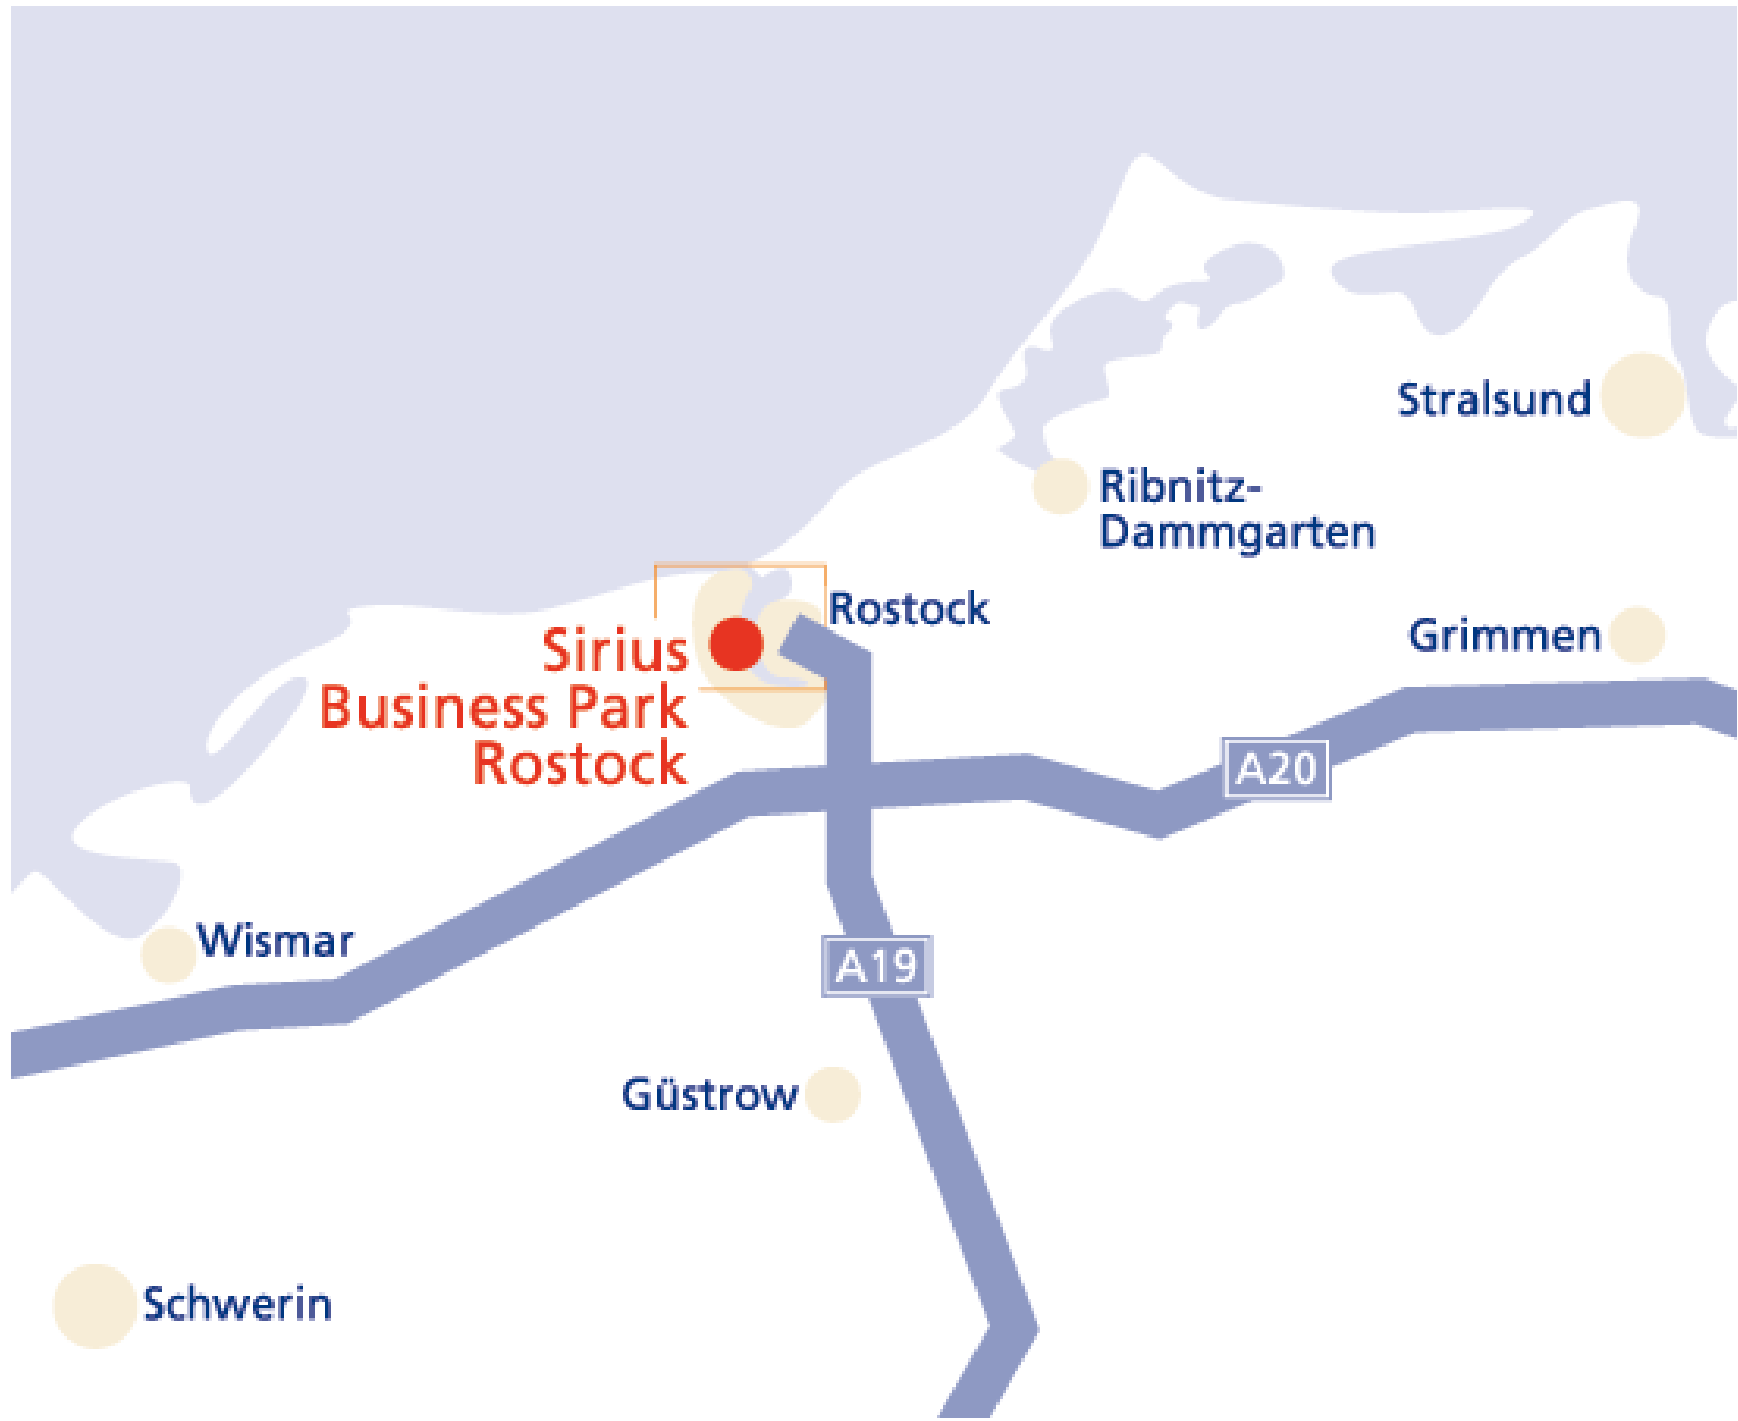 Stralsund
Ribnitz-
Dammgarten
Rostock
Grimmen
Sirius
Business Park
Rostock
A20
Wismar
A19
Güstrow
Schwerin